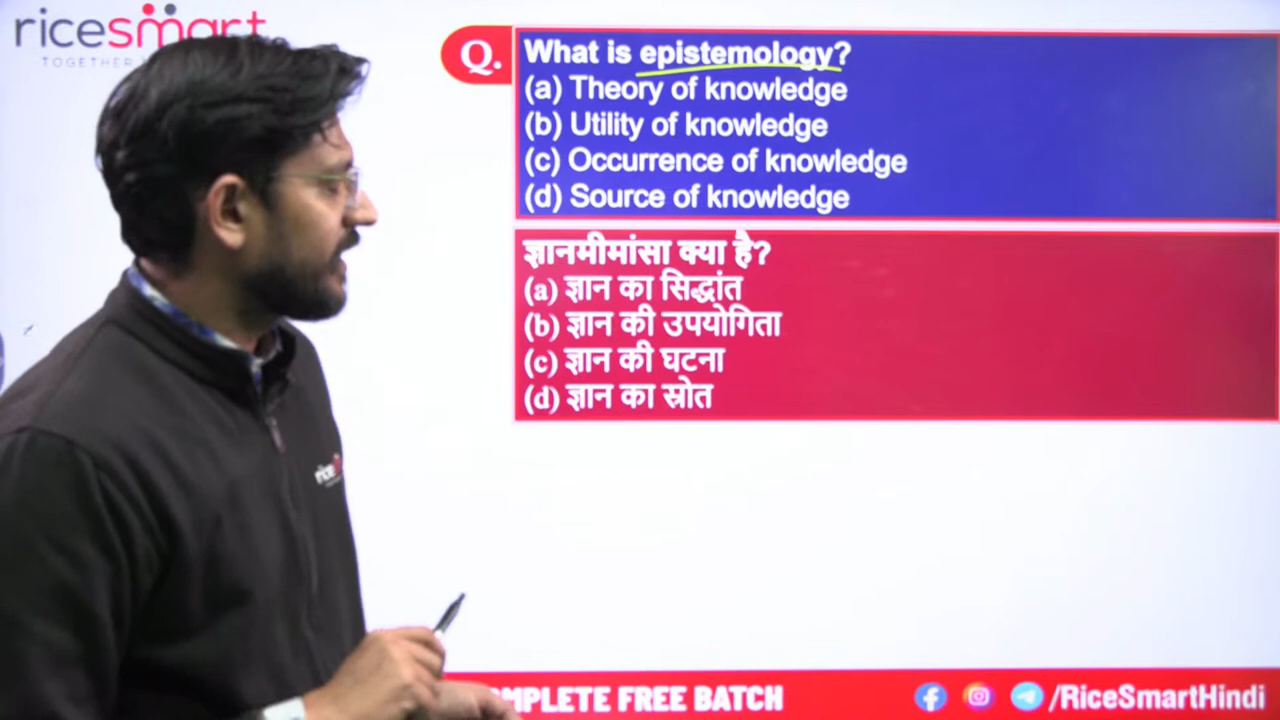 ricesmart
TOGETHER
Q.
What is epistemology?
(a) Theory of knowledge
(b) Utility of knowledge
(c) Occurrence of knowledge
(d) Source of knowledge
ज्ञानमीमांसा क्या है?
(a) ज्ञान का सिद्धांत
(b) ज्ञान की उपयोगिता
(c) ज्ञान की घटना
(d) ज्ञान का स्रोत
FREE BATCH
/RiceSmartHindi